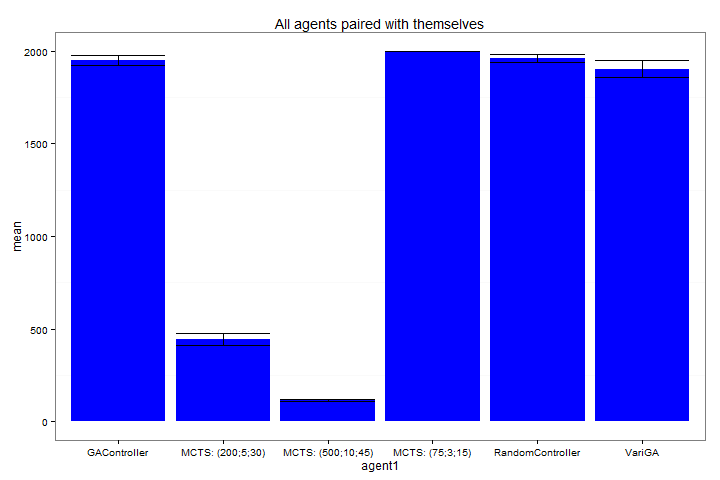 All agents paired with themselves
mean
2000
1500
1000
500
0
GAController MCTS: (200;5;30) MCTS: (500;10;45) MCTS: (75;3;15) RandomController VariGA
agent1